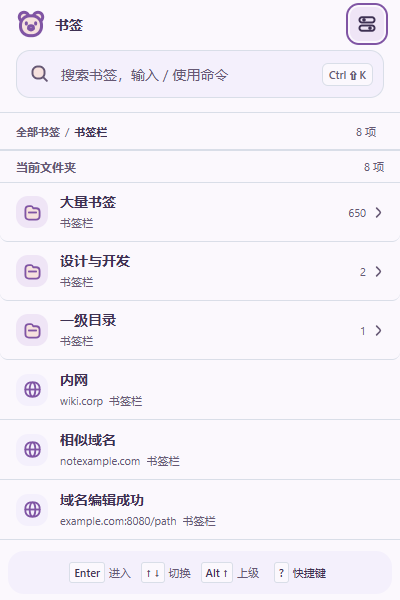 书签
搜索书签，输入 / 使用命令
Ctrl ⇧ K
全部书签 / 书签栏 8 项
当前文件夹 8 项
大量书签
书签栏
650
设计与开发
书签栏
2
一级目录
书签栏
1
内网
wiki.corp 书签栏
相似域名
notexample.com 书签栏
域名编辑成功
example.com:8080/path 书签栏
Enter 进入 ↑↓ 切换 Alt ↑ 上级 ? 快捷键